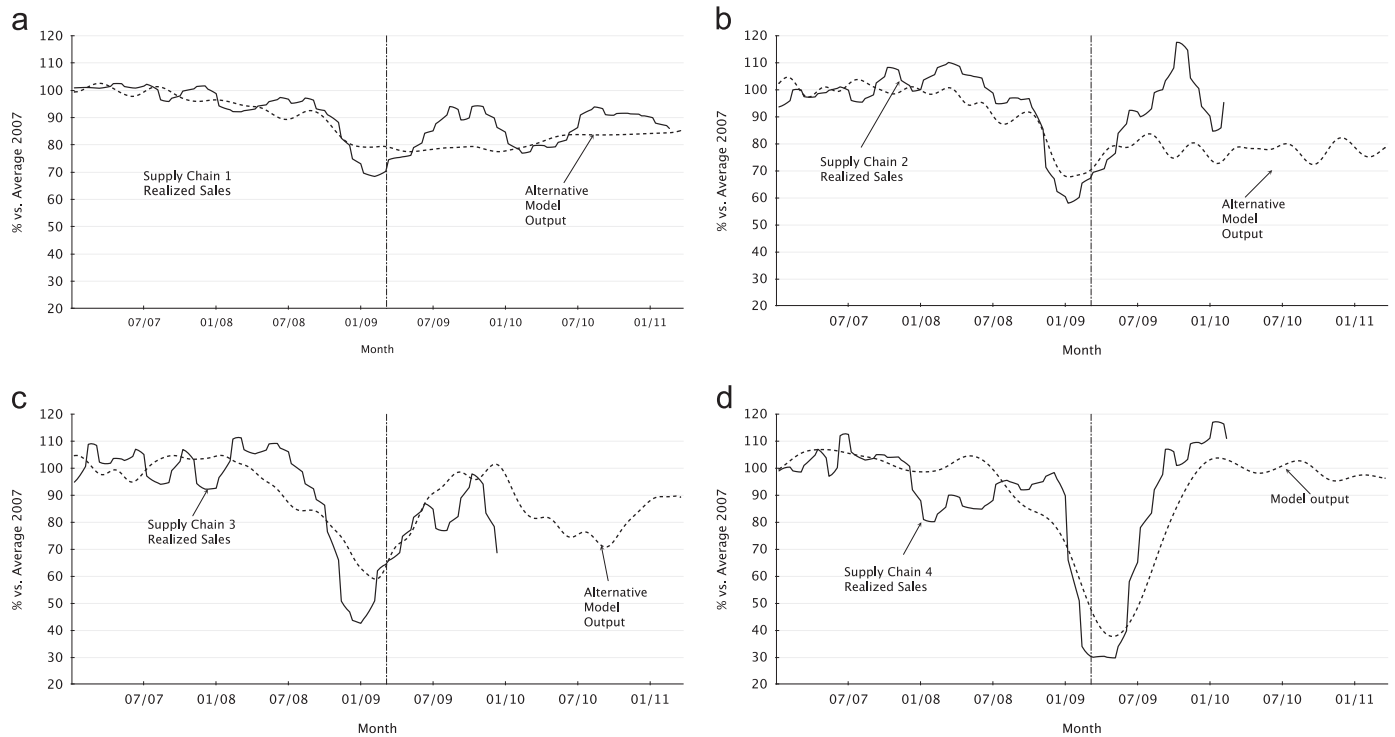 a
% vs. Average 2007
120
110
100
90
80
70
60
50
40
30
20
Supply Chain 1
Realized Sales
Alternative
Model
Output
07/07 01/08 07/08 01/09 07/09 01/10 07/10 01/11
Month
b
% vs. Average 2007
120
110
100
90
80
70
60
50
40
30
20
Supply Chain 2
Realized Sales
Alternative
Model
Output
07/07 01/08 07/08 01/09 07/09 01/10 07/10 01/11
Month
c
% vs. Average 2007
120
110
100
90
80
70
60
50
40
30
20
Supply Chain 3
Realized Sales
Alternative
Model
Output
07/07 01/08 07/08 01/09 07/09 01/10 07/10 01/11
Month
d
% vs. Average 2007
120
110
100
90
80
70
60
50
40
30
20
Model output
Supply Chain 4
Realized Sales
07/07 01/08 07/08 01/09 07/09 01/10 07/10 01/11
Month